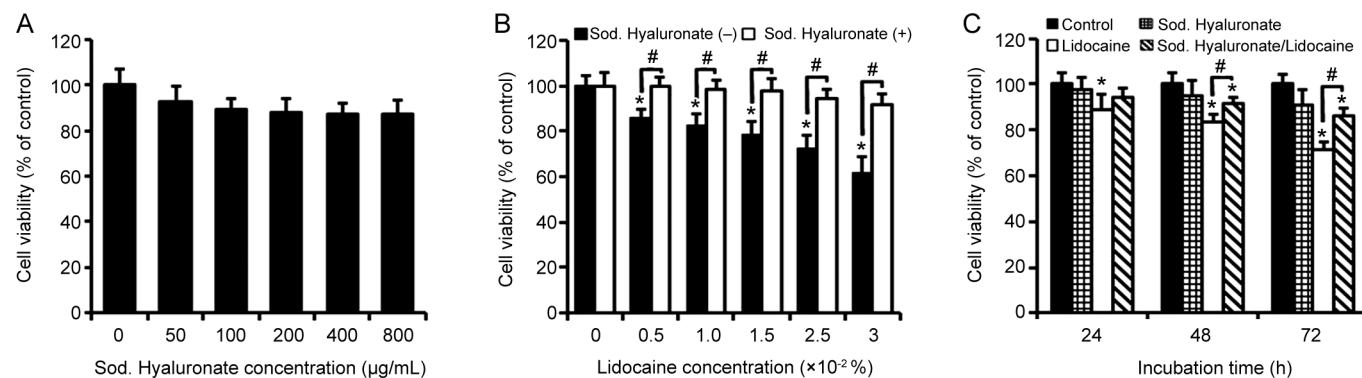 A
Cell viability (% of control)
120
100
80
60
40
20
0
0 50 100 200 400 800
Sod. Hyaluronate concentration (µg/mL)
B
Sod. Hyaluronate (–) Sod. Hyaluronate (+)
Cell viability (% of control)
120
100
80
60
40
20
0
# # # # #
* * * * *
0 0.5 1.0 1.5 2.5 3
Lidocaine concentration (×10-2 %)
C
Control Sod. Hyaluronate
Lidocaine Sod. Hyaluronate/Lidocaine
Cell viability (% of control)
120
100
80
60
40
20
0
* # #
* * * *
24 48 72
Incubation time (h)